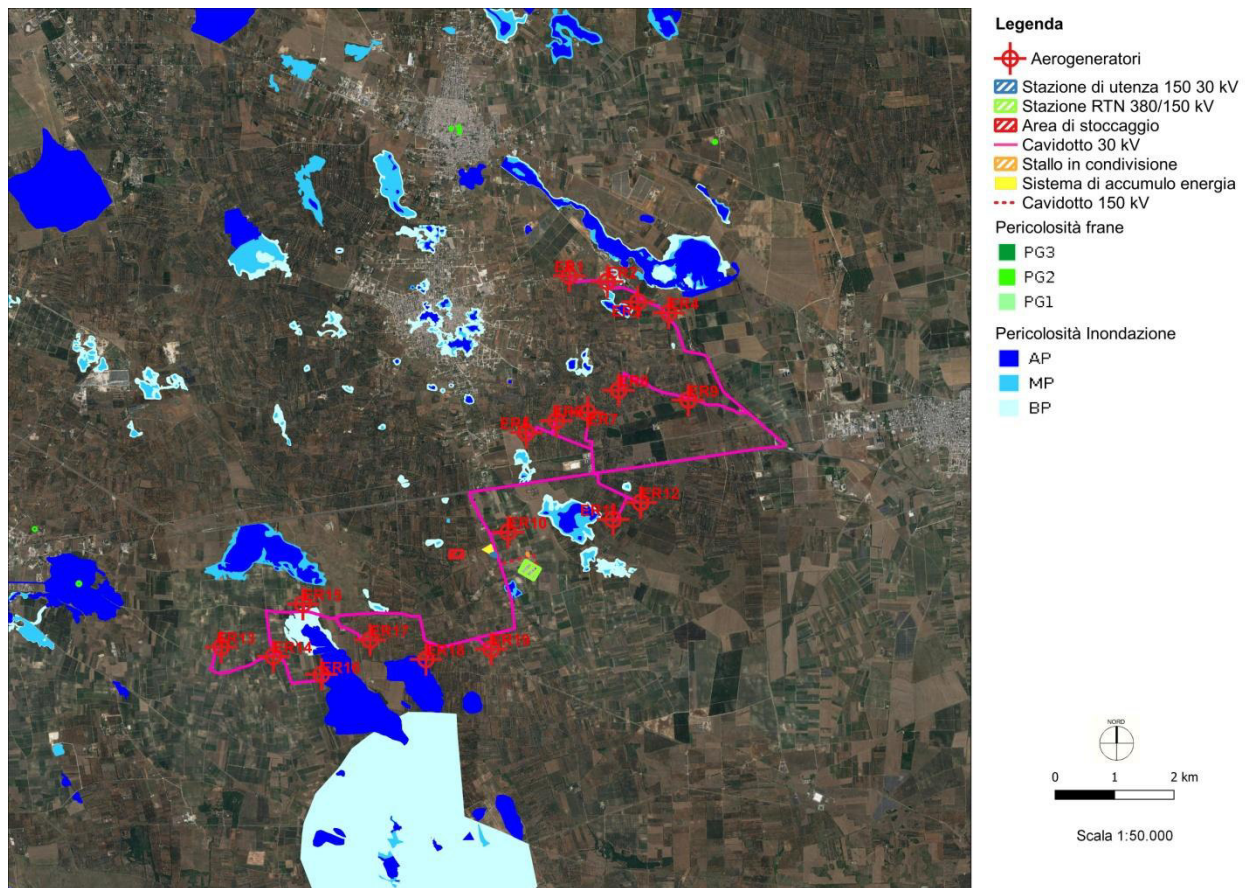 Legenda
Aerogeneratori
Stazione di utenza 150 30 kV
Stazione RTN 380/150 kV
Area di stoccaggio
Cavidotto 30 kV
Stallo in condivisione
Sistema di accumulo energia
Cavidotto 150 kV
Pericolosità frane
PG3
PG2
PG1
Pericolosità Inondazione
AP
MP
BP
ER1
ER2
ER9
ER7
ER12
ER11
ER10
ER15
ER13
ER17
ER14
ER18
ER19
ER16
NORD
0 1 2 km
Scala 1:50.000